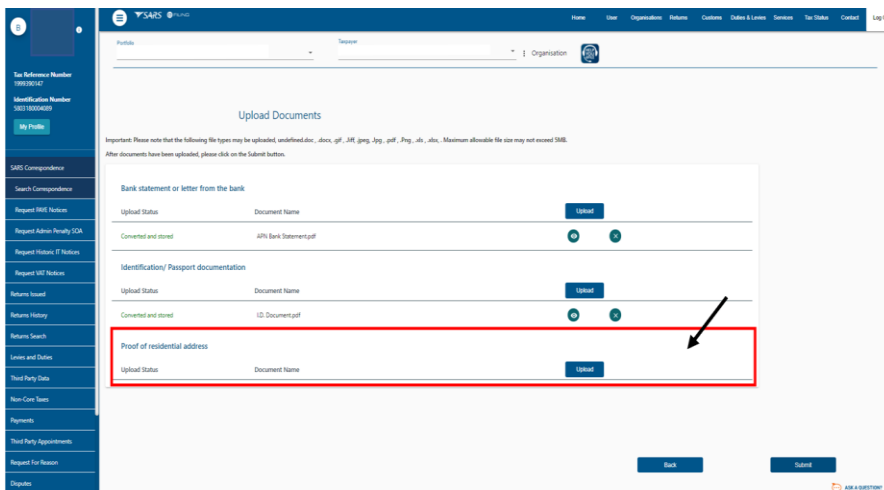 SARS eFILING
Home User Organisations Returns Customs Duties & Levies Services Tax Status Contact Log
B
Portfolio
Taxpayer
Organisation
Tax Reference Number
1999390147
Identification Number
5803180004089
My Profile
SARS Correspondence
Search Correspondence
Request PAYE Notices
Request Admin Penalty SOA
Request Historic IT Notices
Request VAT Notices
Returns Issued
Returns History
Returns Search
Levies and Duties
Third Party Data
Non-Core Taxes
Payments
Third Party Appointments
Request For Reason
Disputes
Upload Documents
Important: Please note that the following file types may be uploaded, undefined.doc , .docx, .gif , .Jiff, .jpeg, .Jpg , .pdf , .Png , .xls , .xlsx, . Maximum allowable file size may not exceed 5MB.
After documents have been uploaded, please click on the Submit button.
Bank statement or letter from the bank
Upload Status Document Name Upload
Converted and stored APN Bank Statement.pdf
Identification/ Passport documentation
Upload Status Document Name Upload
Converted and stored I.D. Document.pdf
Proof of residential address
Upload Status Document Name Upload
Back Submit
ASK A QUESTION?